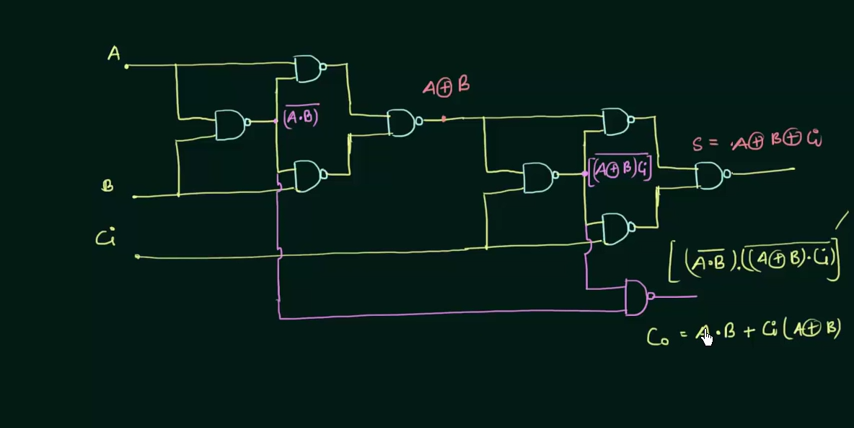 A
A⊕B
(A·B)̅
S = A⊕B⊕Ci
[(A⊕B)Ci]̅
B
Ci
[(A·B)̅.((A⊕B)·Ci)̅]'
Co = A·B + Ci(A⊕B)